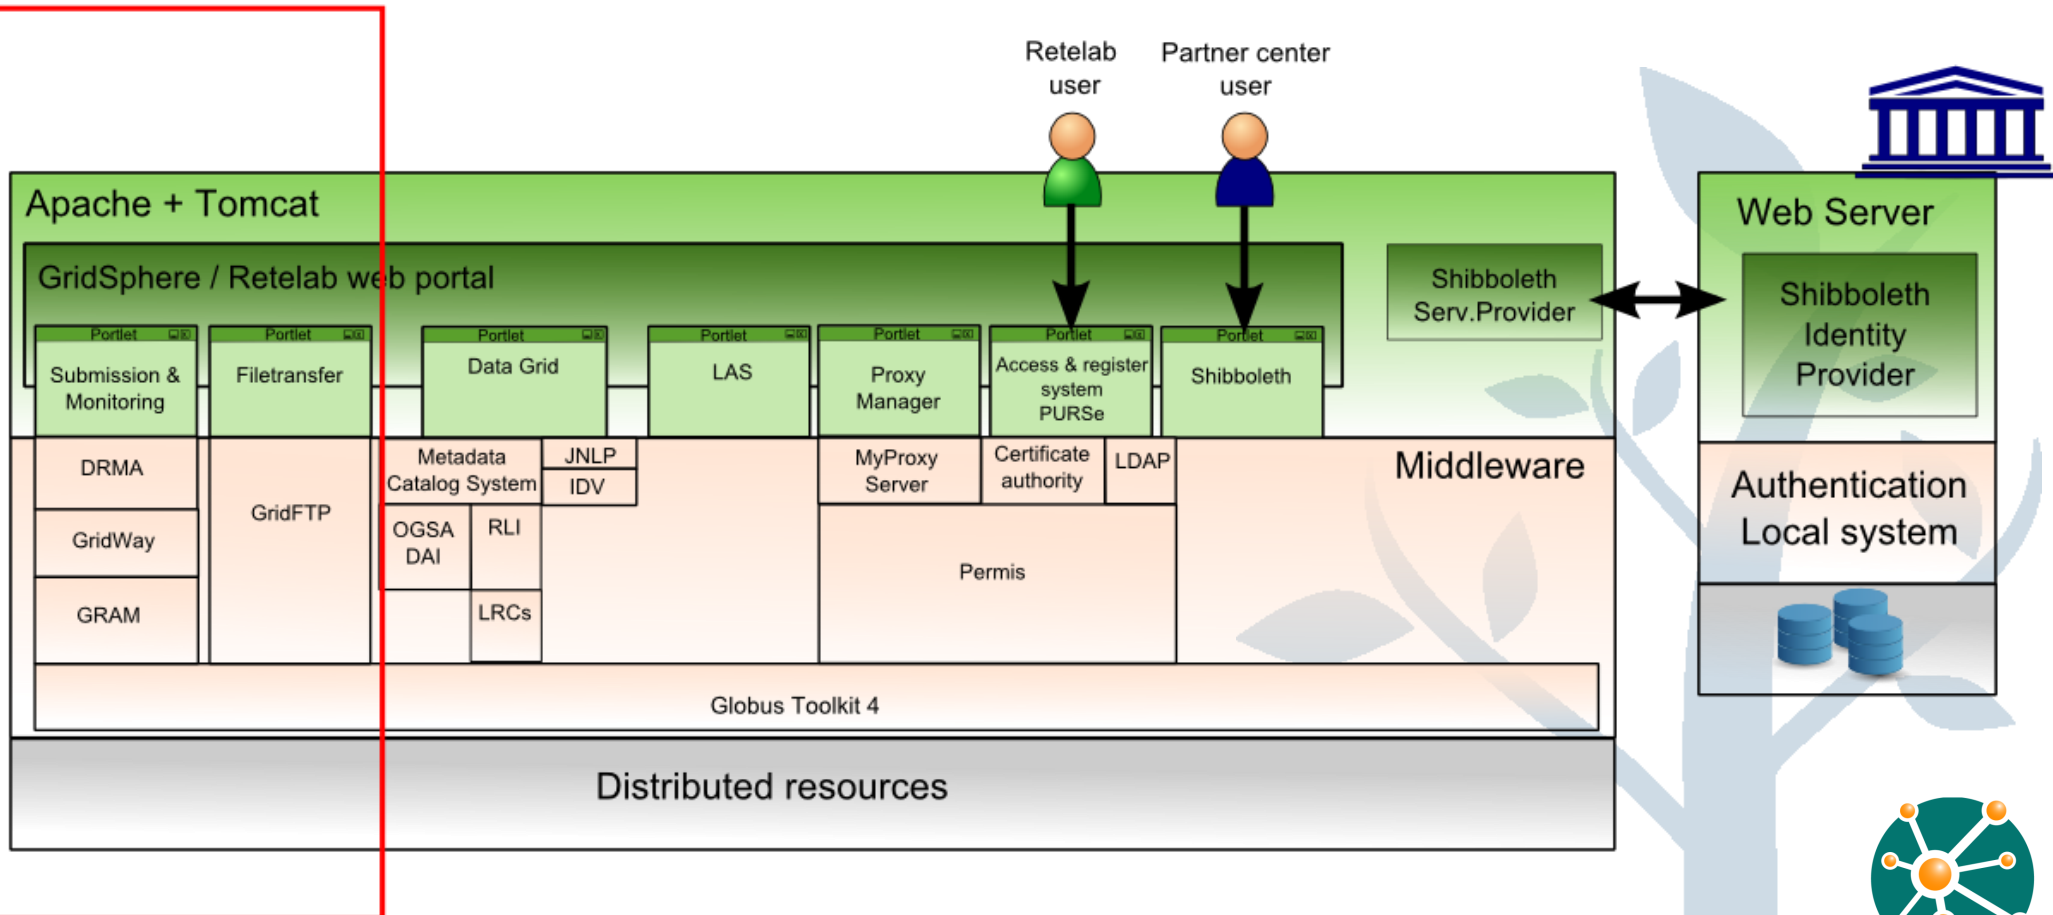 Retelab
user
Partner center
user
Apache + Tomcat
GridSphere / Retelab web portal
Portlet
Submission &
Monitoring
Portlet
Filetransfer
Portlet
Data Grid
Portlet
LAS
Portlet
Proxy
Manager
Portlet
Access & register
system
PURSe
Portlet
Shibboleth
Shibboleth
Serv.Provider
Web Server
Shibboleth
Identity
Provider
DRMA
GridWay
GRAM
GridFTP
Metadata
Catalog System
JNLP
IDV
OGSA
DAI
RLI
LRCs
MyProxy
Server
Certificate
authority
LDAP
Permis
Middleware
Authentication
Local system
Globus Toolkit 4
Distributed resources